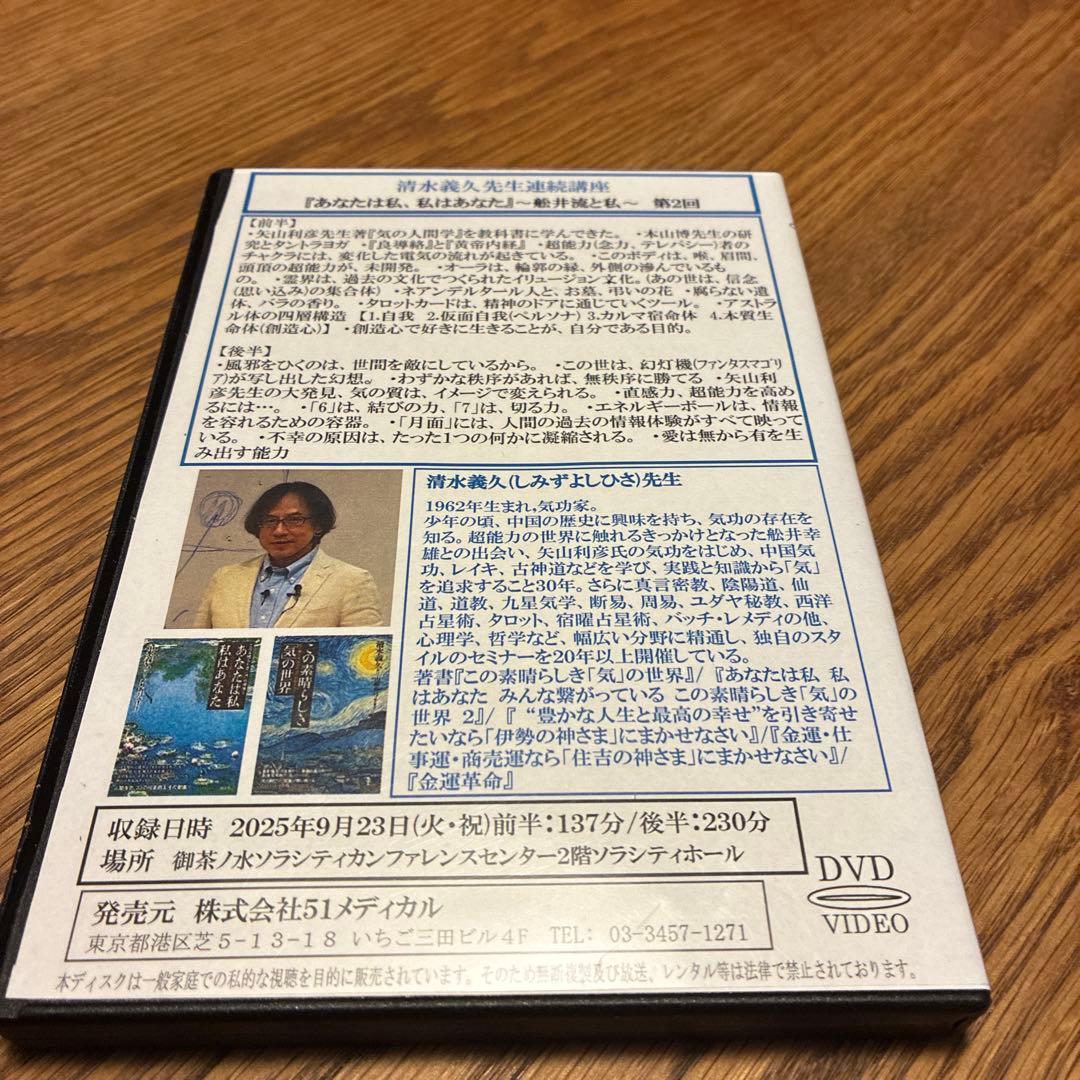 清水義久先生連続講座
『あなたは私、私はあなた』～舩井流と私～　第2回
【前半】
・矢山利彦先生著『気の人間学』を教科書に学んできた。　・本山博先生の研
究とタントラヨガ　・『良導絡』と『黄帝内経』　・超能力(念力、テレパシー)者の
チャクラには、変化した電気の流れが起きている。　・このボディは、喉、眉間、
頭頂の超能力が、未開発。　・オーラは、輪郭の縁、外側の滲んでいるも
の。　・霊界は、過去の文化でつくられたイリュージョン文化。(あの世は、信念
(思い込み)の集合体)　・ネアンデルタール人と、お墓、弔いの花　・腐らない遺
体、バラの香り。　・タロットカードは、精神のドアに通じていくツール。　・アストラ
ル体の四層構造【1.自我　2.仮面自我(ペルソナ) 3.カルマ宿命体　4.本質生
命体(創造心)】　・創造心で好きに生きることが、自分である目的。
【後半】
・風邪をひくのは、世間を敵にしているから。　・この世は、幻灯機(ファンタスマゴリ
ア)が写し出した幻想。　・わずかな秩序があれば、無秩序に勝てる　・矢山利
彦先生の大発見、気の質は、イメージで変えられる。　・直感力、超能力を高め
るには…。　・「6」は、結びの力、「7」は、切る力。　・エネルギーボールは、情報
を容れるための容器。　・「月面」には、人間の過去の情報体験がすべて映って
いる。　・不幸の原因は、たった1つの何かに凝縮される。　・愛は無から有を生
み出す能力
清水義久(しみずよしひさ)先生
1962年生まれ,気功家。
少年の頃、中国の歴史に興味を持ち、気功の存在を
知る。超能力の世界に触れるきっかけとなった舩井幸
雄との出会い、矢山利彦氏の気功をはじめ、中国気
功、レイキ、古神道などを学び、実践と知識から「気」
を追求すること30年。さらに真言密教、陰陽道、仙
道、道教、九星気学、断易、周易、ユダヤ秘教、西洋
占星術、タロット、宿曜占星術、バッチ・レメディの他、
心理学、哲学など、幅広い分野に精通し、独自のスタ
イルのセミナーを20年以上開催している。
著書『この素晴らしき「気」の世界』/『あなたは私 私
はあなた みんな繋がっている この素晴らしき「気」の
世界 2』/『 “豊かな人生と最高の幸せ”を引き寄せ
たいなら「伊勢の神さま」にまかせなさい』/『金運・仕
事運・商売運なら「住吉の神さま」にまかせなさい』/
『金運革命』
あなたは私
私はあなた
この素晴らしき
気の世界
収録日時　2025年9月23日(火・祝)前半：137分/後半：230分
場所　御茶ノ水ソラシティカンファレンスセンター2階ソラシティホール
発売元　株式会社51メディカル
東京都港区芝5-13-18 いちご三田ビル4F　TEL: 03-3457-1271
DVD
VIDEO
本ディスクは一般家庭での私的な視聴を目的に販売されています。そのため無断複製及び放送、レンタル等は法律で禁止されております。